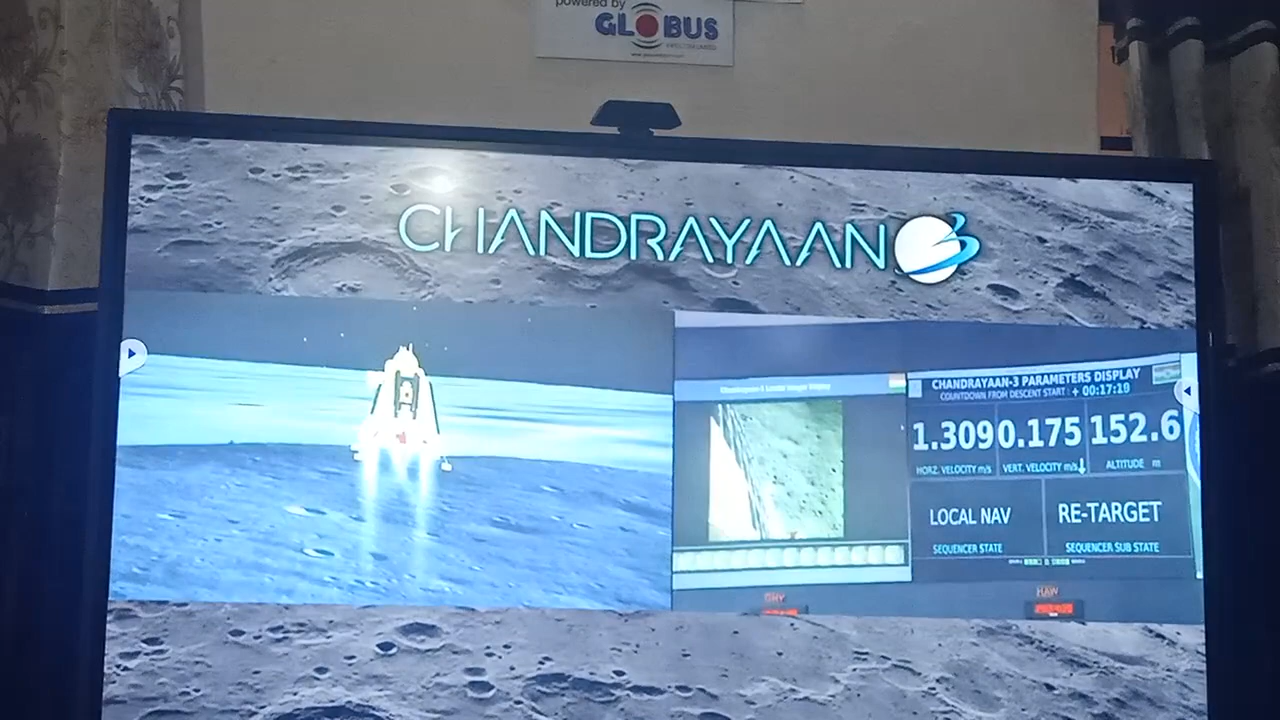 powered by
GLOBUS
CHANDRAYAAN 3
CHANDRAYAAN-3 PARAMETERS DISPLAY
COUNTDOWN FROM DESCENT START : + 00:17:19
1.309 0.175 152.6
HORZ. VELOCITY m/s VERT. VELOCITY m/s ALTITUDE m
LOCAL NAV RE-TARGET
SEQUENCER STATE SEQUENCER SUB STATE